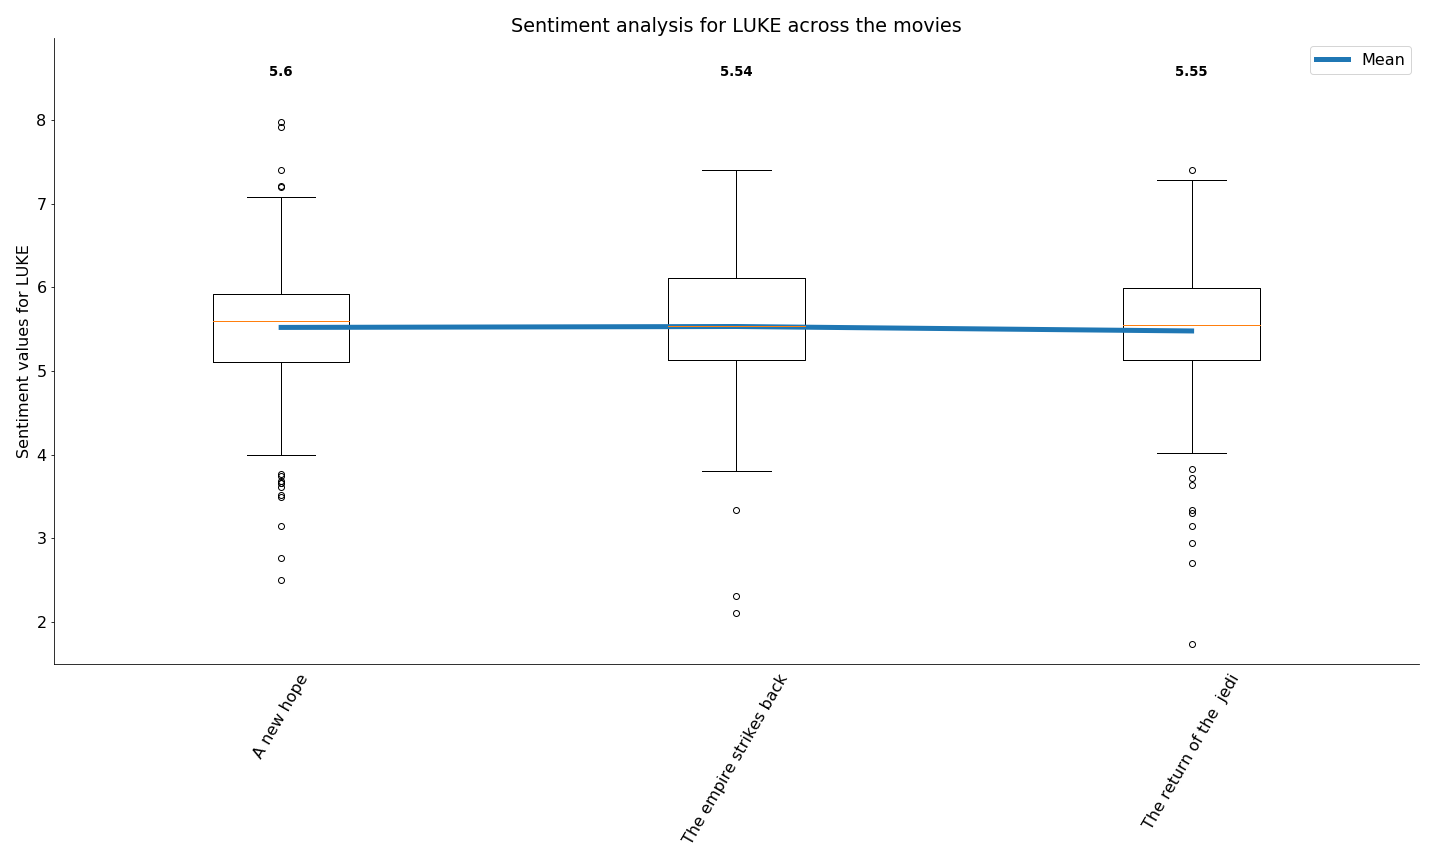 Sentiment analysis for LUKE across the movies
5.6
5.54
5.55
Mean
8
7
6
5
4
3
2
Sentiment values for LUKE
A new hope
The empire strikes back
The return of the  jedi